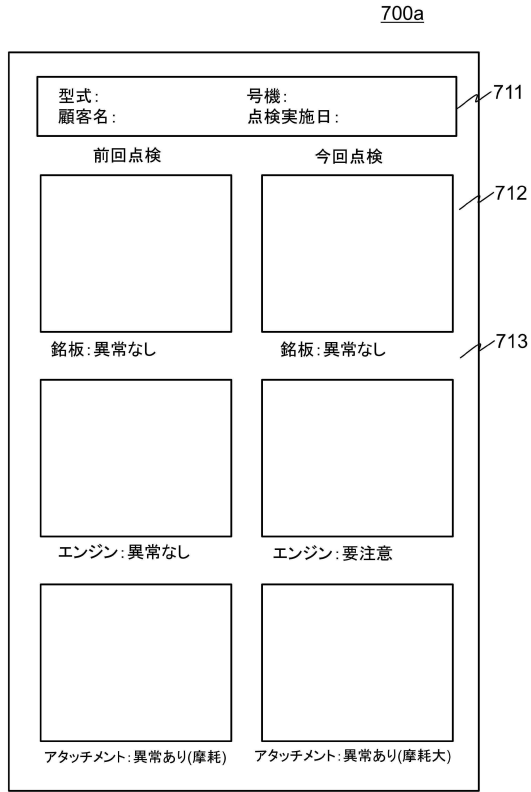 700a
型式: 号機:
顧客名: 点検実施日:
711
前回点検 今回点検
712
銘板:異常なし 銘板:異常なし
713
エンジン:異常なし エンジン:要注意
アタッチメント:異常あり(摩耗) アタッチメント:異常あり(摩耗大)